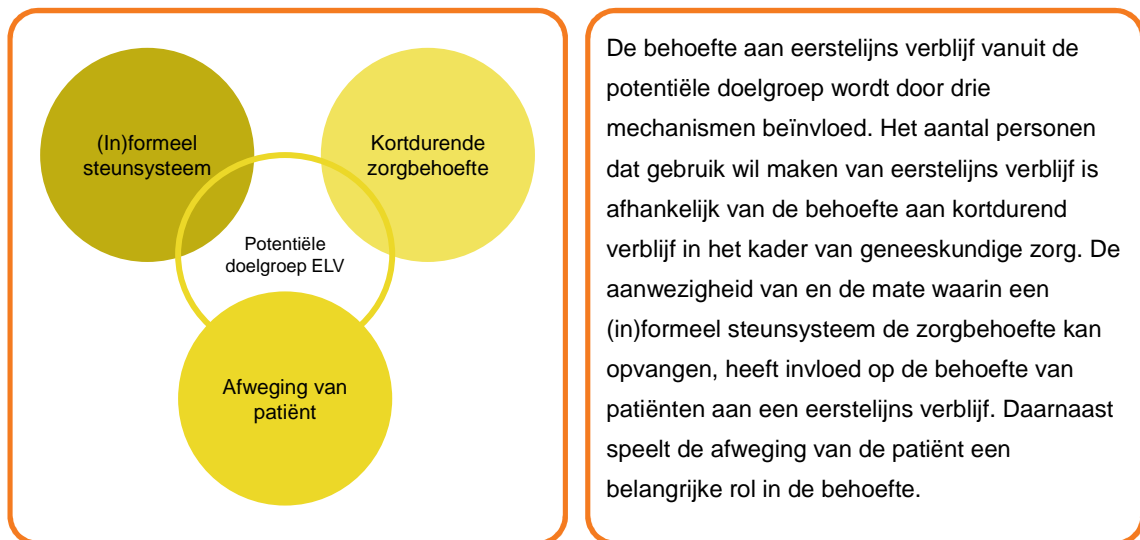 (In)formeel
steunsysteem
Kortdurende
zorgbehoefte
Potentiële
doelgroep ELV
Afweging van
patiënt
De behoefte aan eerstelijns verblijf vanuit de
potentiële doelgroep wordt door drie
mechanismen beïnvloed. Het aantal personen
dat gebruik wil maken van eerstelijns verblijf is
afhankelijk van de behoefte aan kortdurend
verblijf in het kader van geneeskundige zorg. De
aanwezigheid van en de mate waarin een
(in)formeel steunsysteem de zorgbehoefte kan
opvangen, heeft invloed op de behoefte van
patiënten aan een eerstelijns verblijf. Daarnaast
speelt de afweging van de patiënt een
belangrijke rol in de behoefte.